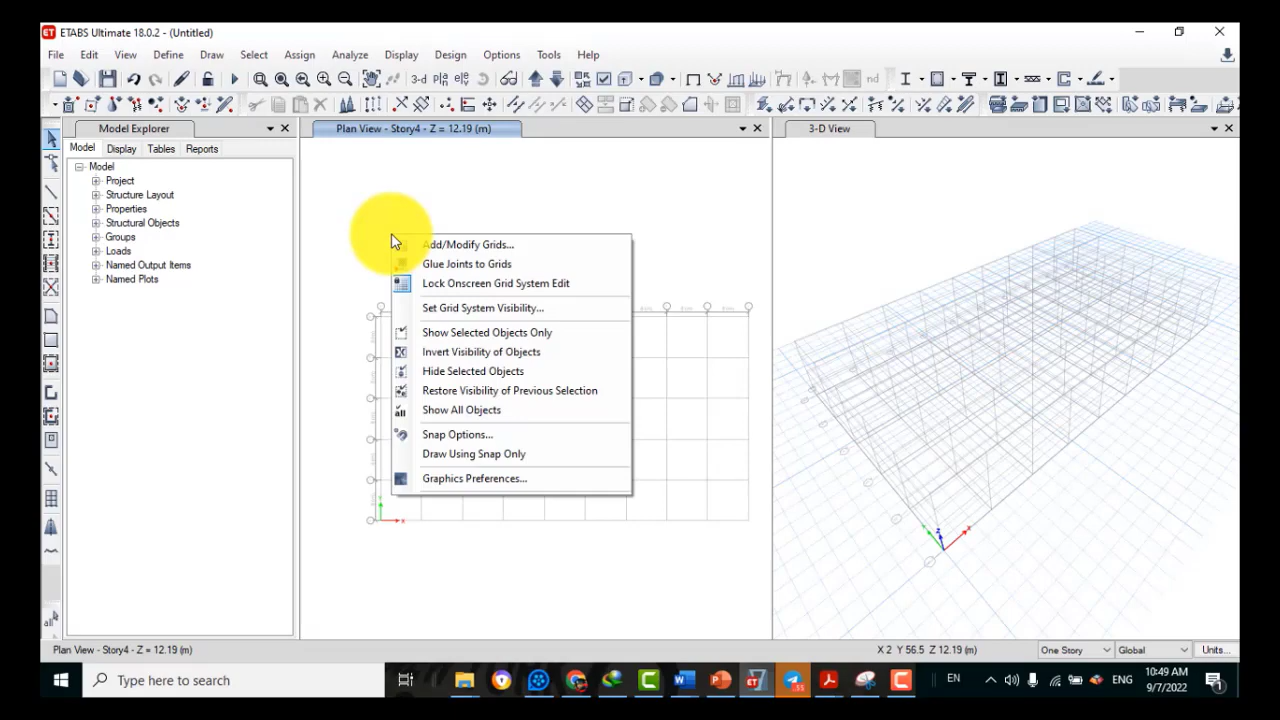 ETABS Ultimate 18.0.2 - (Untitled)
File Edit View Define Draw Select Assign Analyze Display Design Options Tools Help
3-d
nd
Model Explorer
Plan View - Story4 - Z = 12.19 (m)
3-D View
Model Display Tables Reports
Model
Project
Structure Layout
Properties
Structural Objects
Groups
Loads
Named Output Items
Named Plots
Add/Modify Grids...
Glue Joints to Grids
Lock Onscreen Grid System Edit
Set Grid System Visibility...
Show Selected Objects Only
Invert Visibility of Objects
Hide Selected Objects
Restore Visibility of Previous Selection
all Show All Objects
Snap Options...
Draw Using Snap Only
Graphics Preferences...
X
Y
Z
X
all
Plan View - Story4 - Z = 12.19 (m)
X 2 Y 56.5 Z 12.19 (m)
One Story
Global
Units...
Type here to search
EN
ENG
10:49 AM
9/7/2022
1